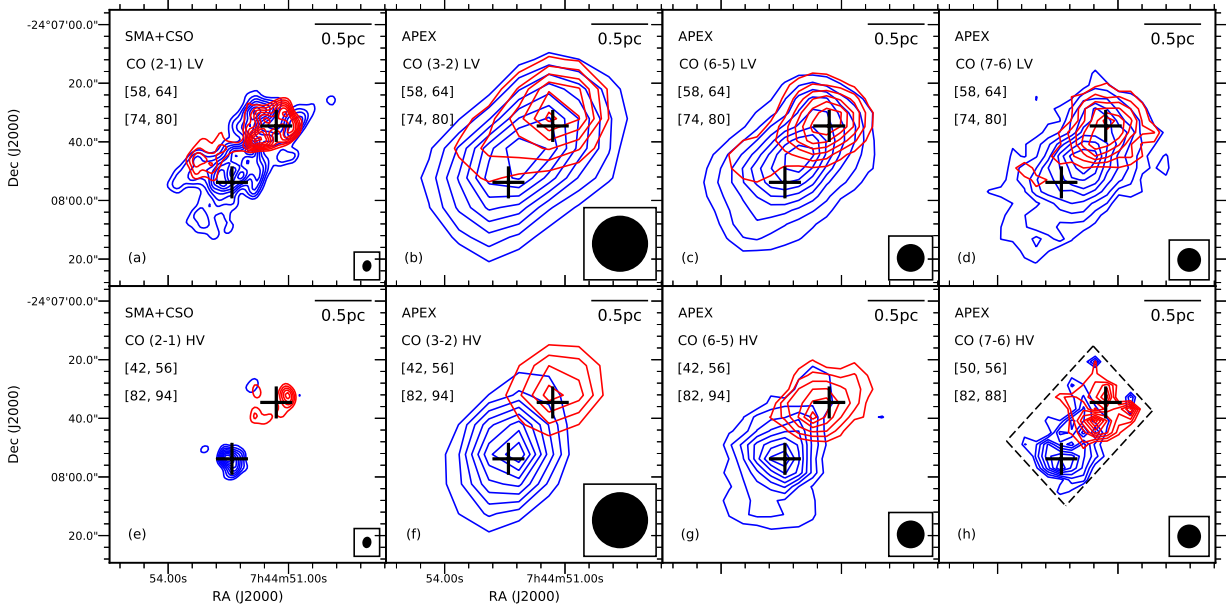 -24°07'00.0"
20.0"
40.0"
08'00.0"
20.0"
Dec (J2000)
SMA+CSO
0.5pc
CO (2-1) LV
[58, 64]
[74, 80]
(a)
APEX
0.5pc
CO (3-2) LV
[58, 64]
[74, 80]
(b)
APEX
0.5pc
CO (6-5) LV
[58, 64]
[74, 80]
(c)
APEX
0.5pc
CO (7-6) LV
[58, 64]
[74, 80]
(d)
-24°07'00.0"
20.0"
40.0"
08'00.0"
20.0"
Dec (J2000)
SMA+CSO
0.5pc
CO (2-1) HV
[42, 56]
[82, 94]
(e)
APEX
0.5pc
CO (3-2) HV
[42, 56]
[82, 94]
(f)
APEX
0.5pc
CO (6-5) HV
[42, 56]
[82, 94]
(g)
APEX
0.5pc
CO (7-6) HV
[50, 56]
[82, 88]
(h)
54.00s 7h44m51.00s
RA (J2000)
54.00s 7h44m51.00s
RA (J2000)